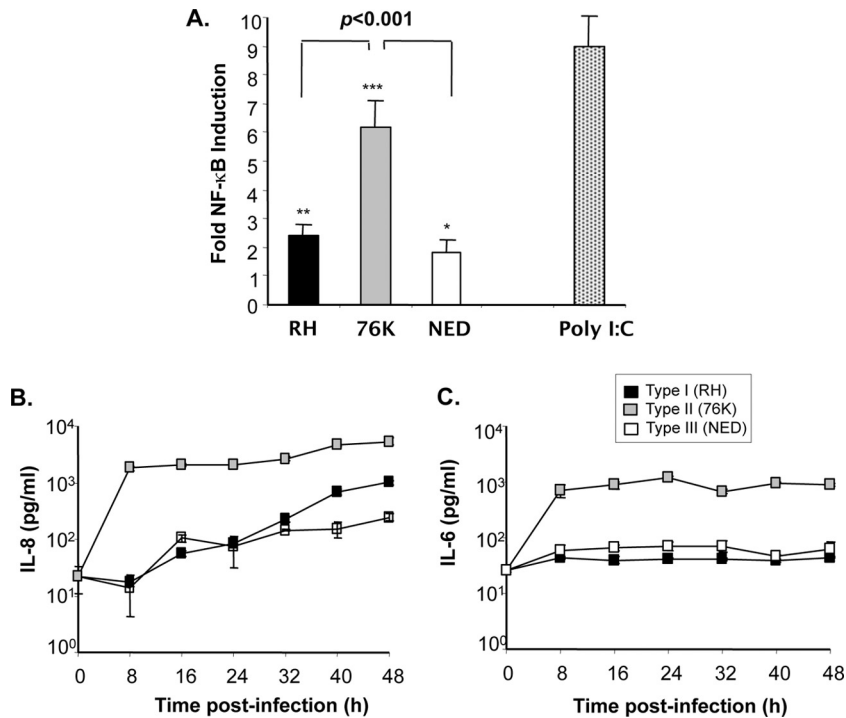 A.
p<0.001
Fold NF-κB Induction
10
9
8
7
6
5
4
3
2
1
0
**
***
*
RH 76K NED Poly I:C
B.
IL-8 (pg/ml)
10⁴
10³
10²
10¹
10⁰
0 8 16 24 32 40 48
Time post-infection (h)
C.
Type I (RH)
Type II (76K)
Type III (NED)
IL-6 (pg/ml)
10⁴
10³
10²
10¹
10⁰
0 8 16 24 32 40 48
Time post-infection (h)